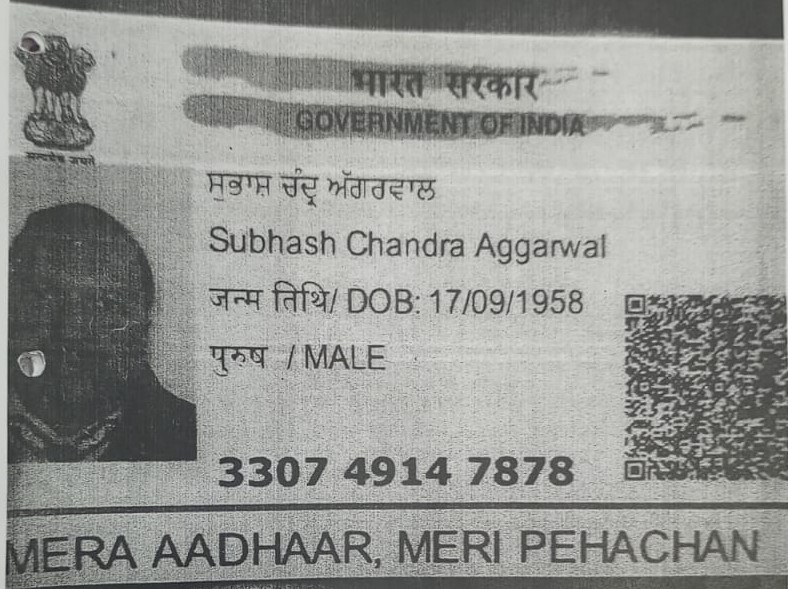 भारत सरकार
GOVERNMENT OF INDIA
सत्यमेव जयते
ਸੁਭਾਸ਼ ਚੰਦ੍ਰ ਅੱਗਰਵਾਲ
Subhash Chandra Aggarwal
जन्म तिथि/ DOB: 17/09/1958
पुरुष / MALE
3307 4914 7878
MERA AADHAAR, MERI PEHACHAN